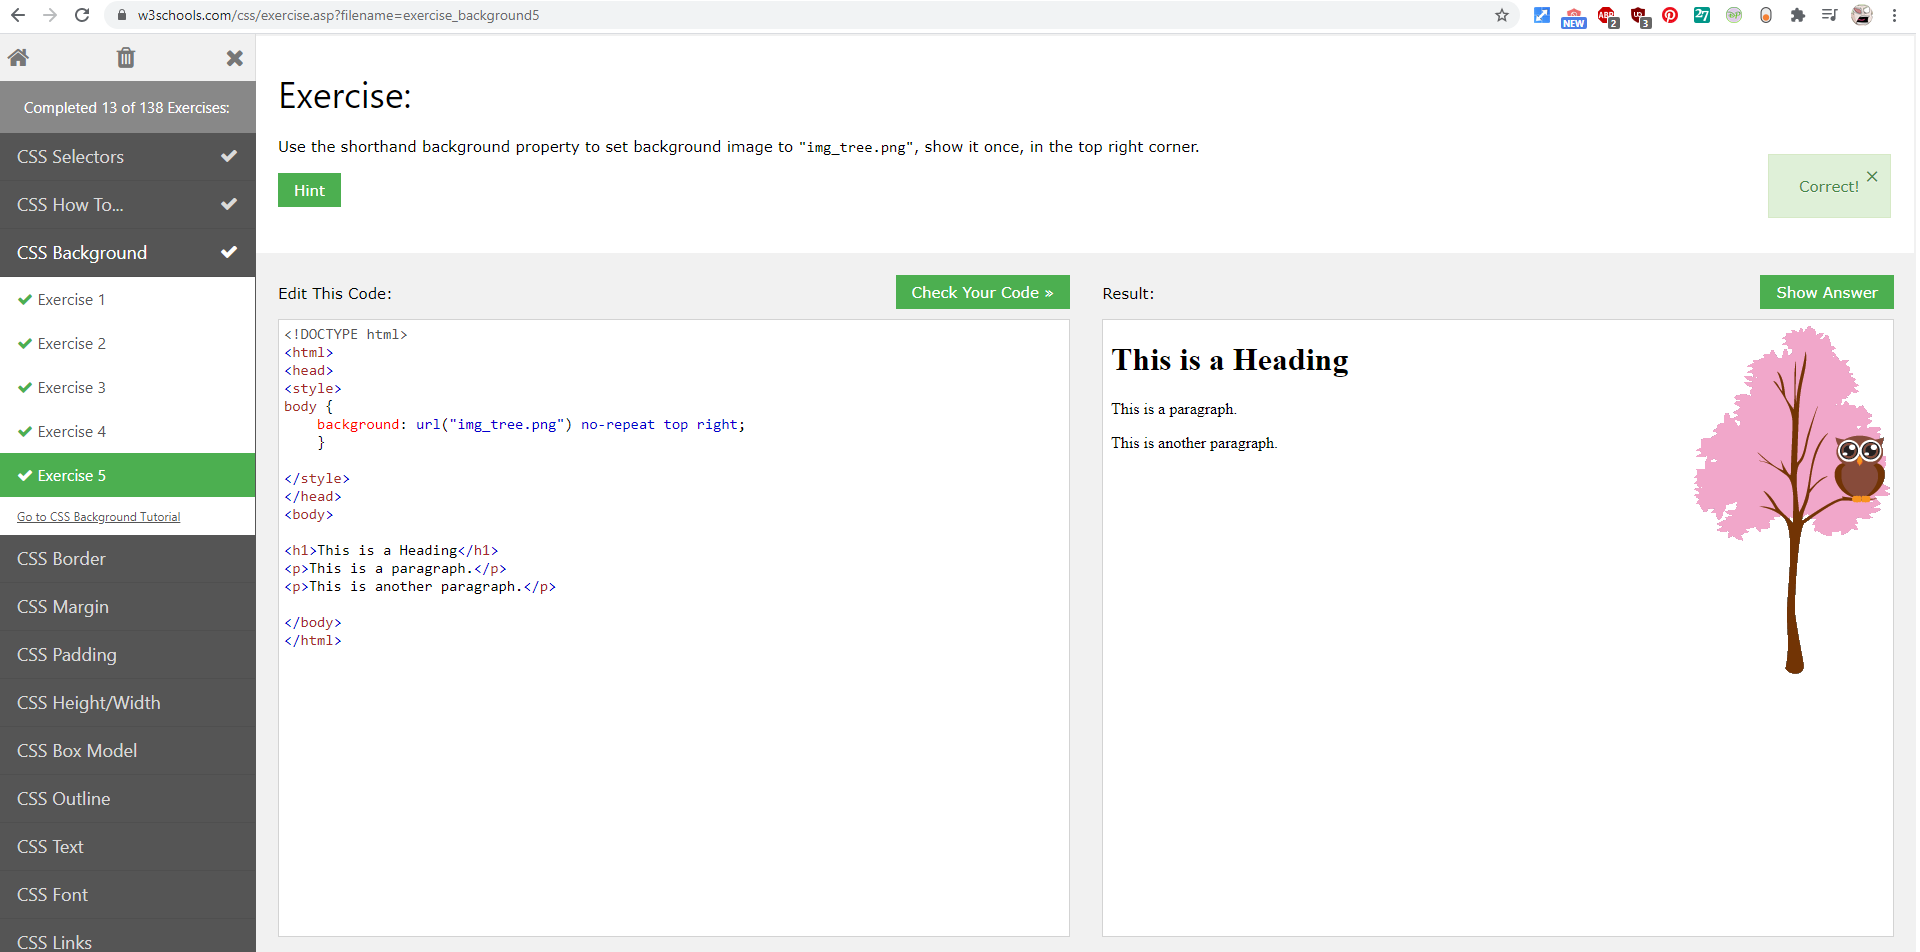 w3schools.com/css/exercise.asp?filename=exercise_background5
NEW
ABP
2
3
27
Completed 13 of 138 Exercises:
CSS Selectors
CSS How To...
CSS Background
Exercise 1
Exercise 2
Exercise 3
Exercise 4
Exercise 5
Go to CSS Background Tutorial
CSS Border
CSS Margin
CSS Padding
CSS Height/Width
CSS Box Model
CSS Outline
CSS Text
CSS Font
CSS Links
Exercise:
Use the shorthand background property to set background image to "img_tree.png", show it once, in the top right corner.
Hint
Correct!
Edit This Code:
Check Your Code »
<!DOCTYPE html>
<html>
<head>
<style>
body {
    background: url("img_tree.png") no-repeat top right;
    }
</style>
</head>
<body>
<h1>This is a Heading</h1>
<p>This is a paragraph.</p>
<p>This is another paragraph.</p>
</body>
</html>
Result:
Show Answer
This is a Heading
This is a paragraph.
This is another paragraph.